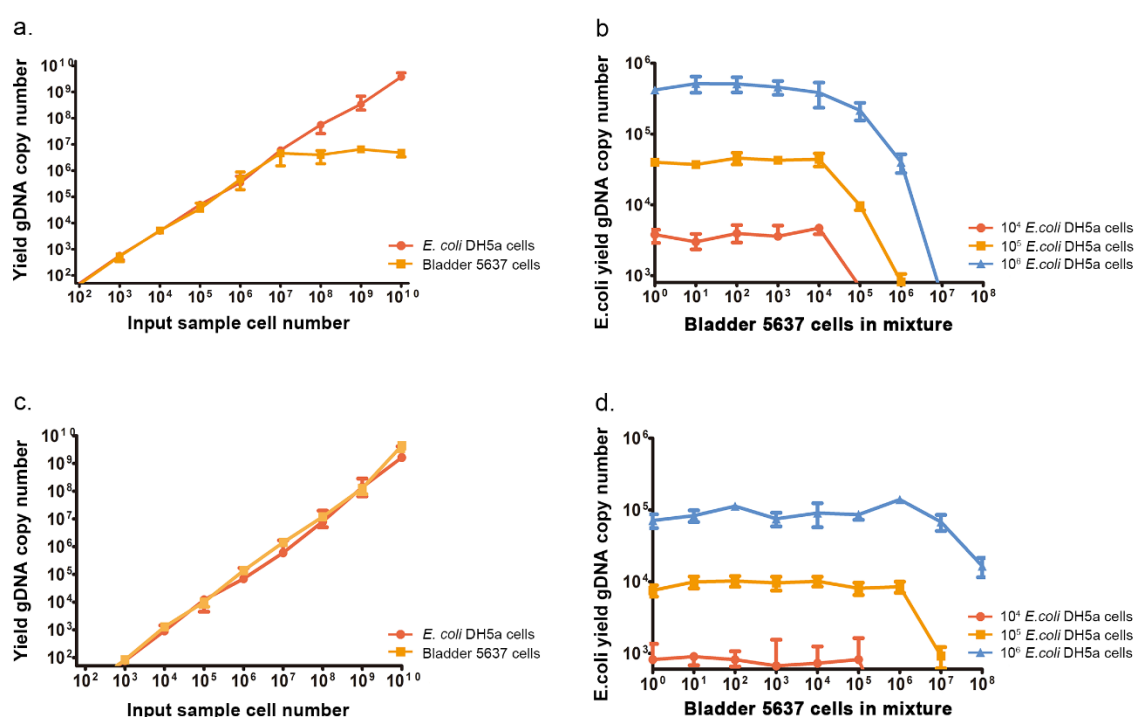 a.
Yield gDNA copy number
10¹⁰
10⁹
10⁸
10⁷
10⁶
10⁵
10⁴
10³
10²
10² 10³ 10⁴ 10⁵ 10⁶ 10⁷ 10⁸ 10⁹ 10¹⁰
Input sample cell number
E. coli DH5a cells
Bladder 5637 cells
b
E.coli yield gDNA copy number
10⁶
10⁵
10⁴
10³
10⁰ 10¹ 10² 10³ 10⁴ 10⁵ 10⁶ 10⁷ 10⁸
Bladder 5637 cells in mixture
10⁴ E.coli DH5a cells
10⁵ E.coli DH5a cells
10⁶ E.coli DH5a cells
c.
Yield gDNA copy number
10¹⁰
10⁹
10⁸
10⁷
10⁶
10⁵
10⁴
10³
10²
10² 10³ 10⁴ 10⁵ 10⁶ 10⁷ 10⁸ 10⁹ 10¹⁰
Input sample cell number
E. coli DH5a cells
Bladder 5637 cells
d.
E.coli yield gDNA copy number
10⁶
10⁵
10⁴
10³
10⁰ 10¹ 10² 10³ 10⁴ 10⁵ 10⁶ 10⁷ 10⁸
Bladder 5637 cells in mixture
10⁴ E.coli DH5a cells
10⁵ E.coli DH5a cells
10⁶ E.coli DH5a cells